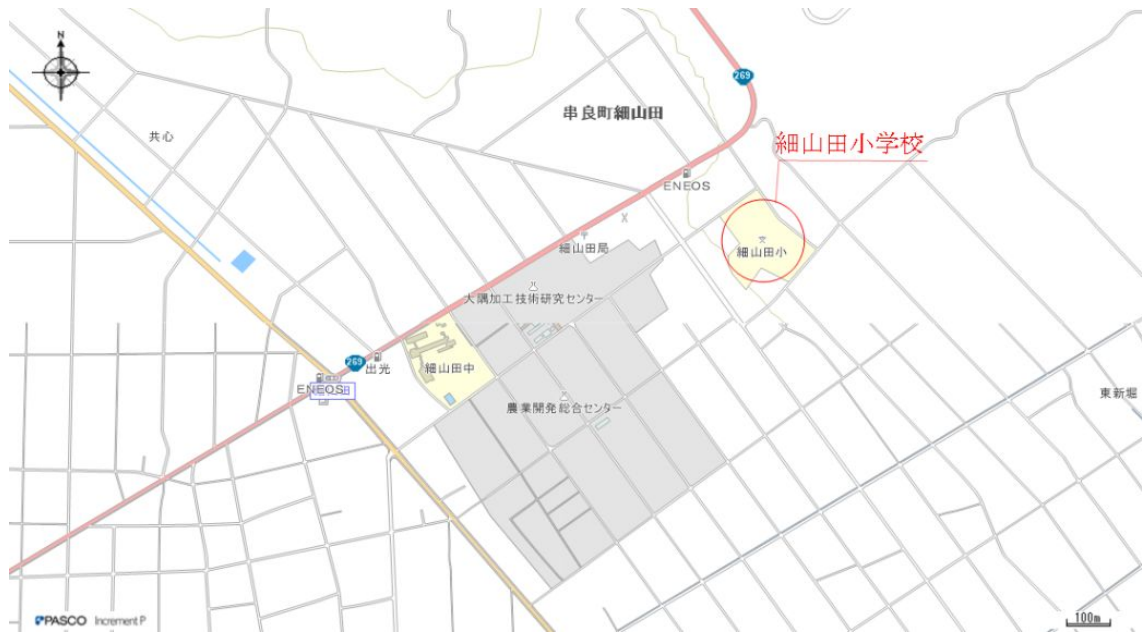 N
269
串良町細山田
細山田小学校
共心
ENEOS
細山田局
細山田小
大隅加工技術研究センター
269
出光
細山田中
ENEOS
農業開発総合センター
東新堀
PASCO Increment P
100m